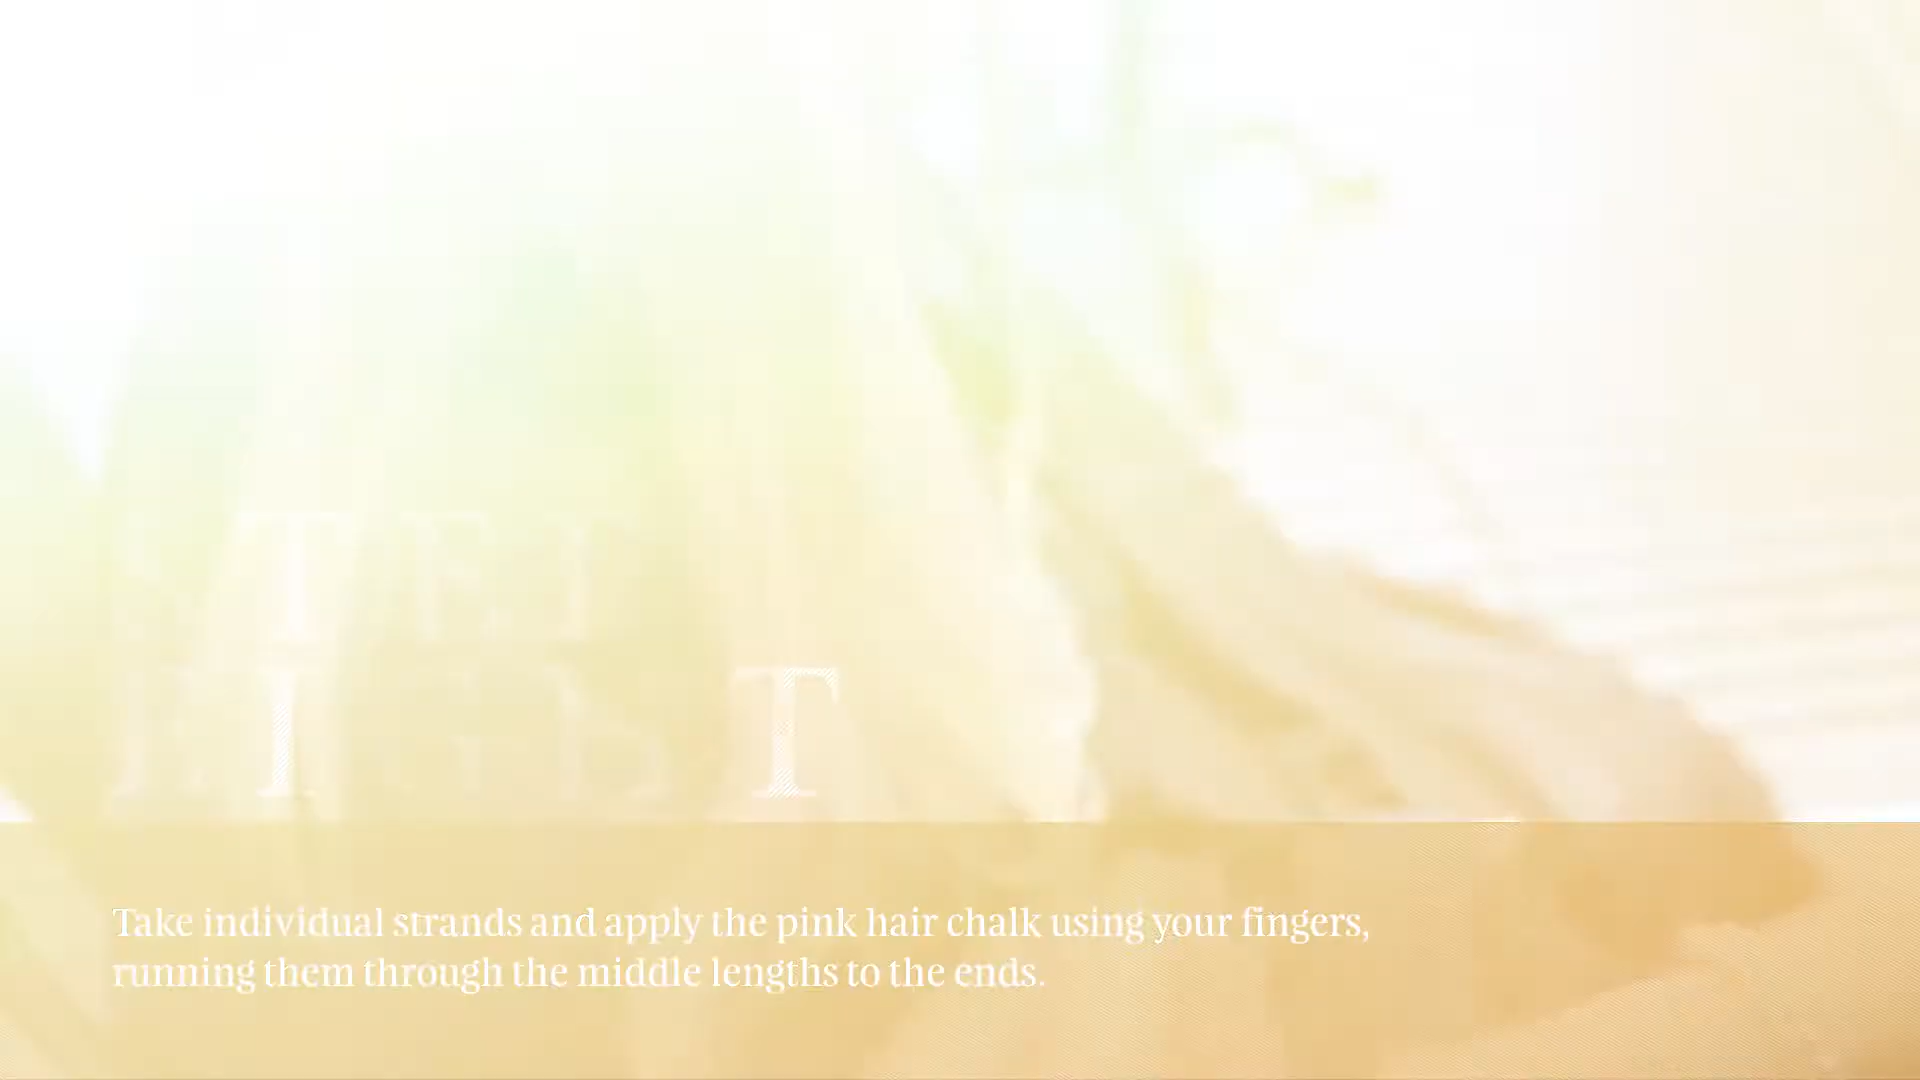 Take individual strands and apply the pink hair chalk using your fingers,
running them through the middle lengths to the ends.